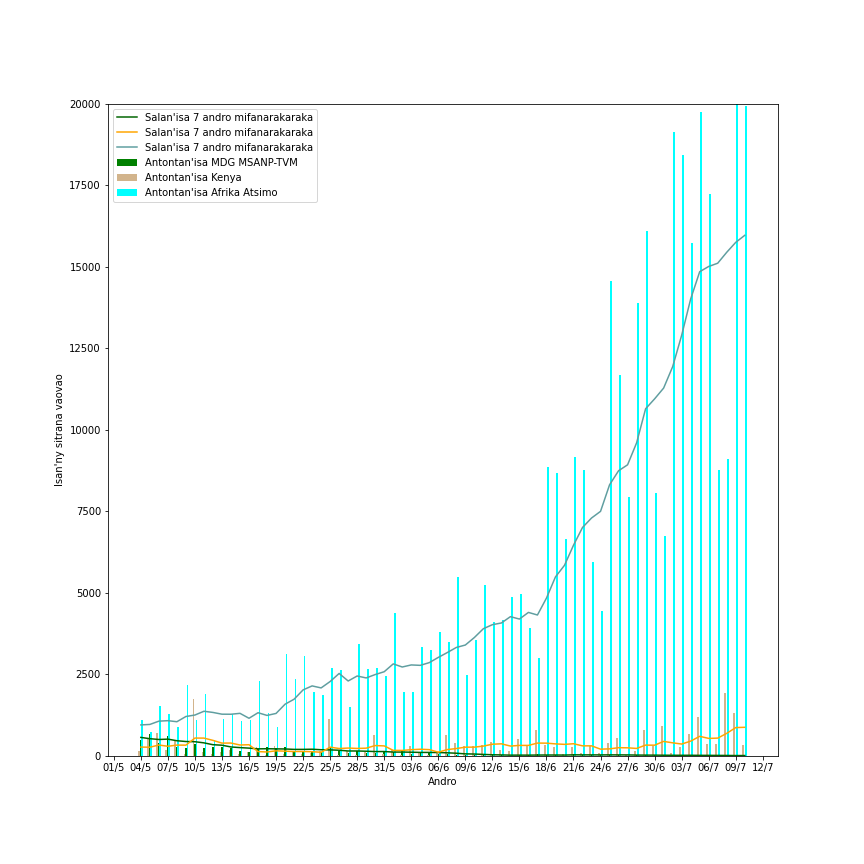 20000
17500
15000
12500
10000
7500
5000
2500
0
Isan'ny sitrana vaovao
Salan'isa 7 andro mifanarakaraka
Salan'isa 7 andro mifanarakaraka
Salan'isa 7 andro mifanarakaraka
Antontan'isa MDG MSANP-TVM
Antontan'isa Kenya
Antontan'isa Afrika Atsimo
01/5 04/5 07/5 10/5 13/5 16/5 19/5 22/5 25/5 28/5 31/5 03/6 06/6 09/6 12/6 15/6 18/6 21/6 24/6 27/6 30/6 03/7 06/7 09/7 12/7
Andro